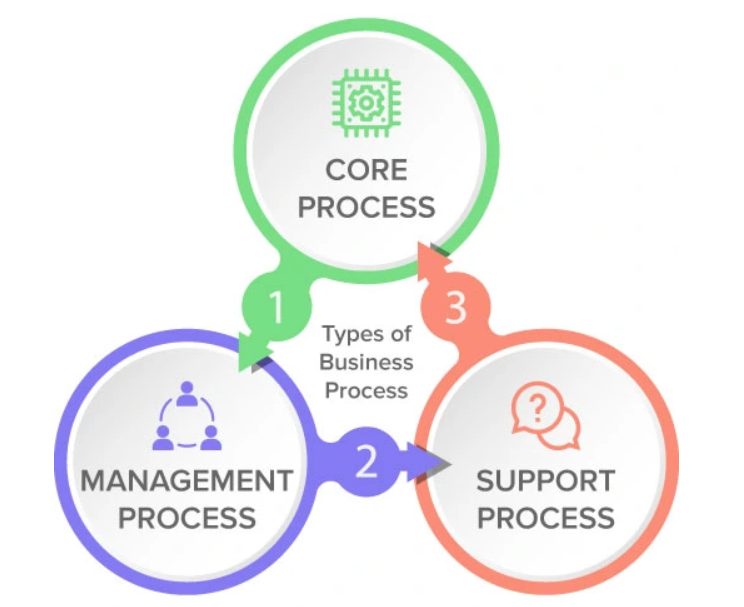 CORE
PROCESS
1
3
Types of
Business
Process
2
MANAGEMENT
PROCESS
SUPPORT
PROCESS
?